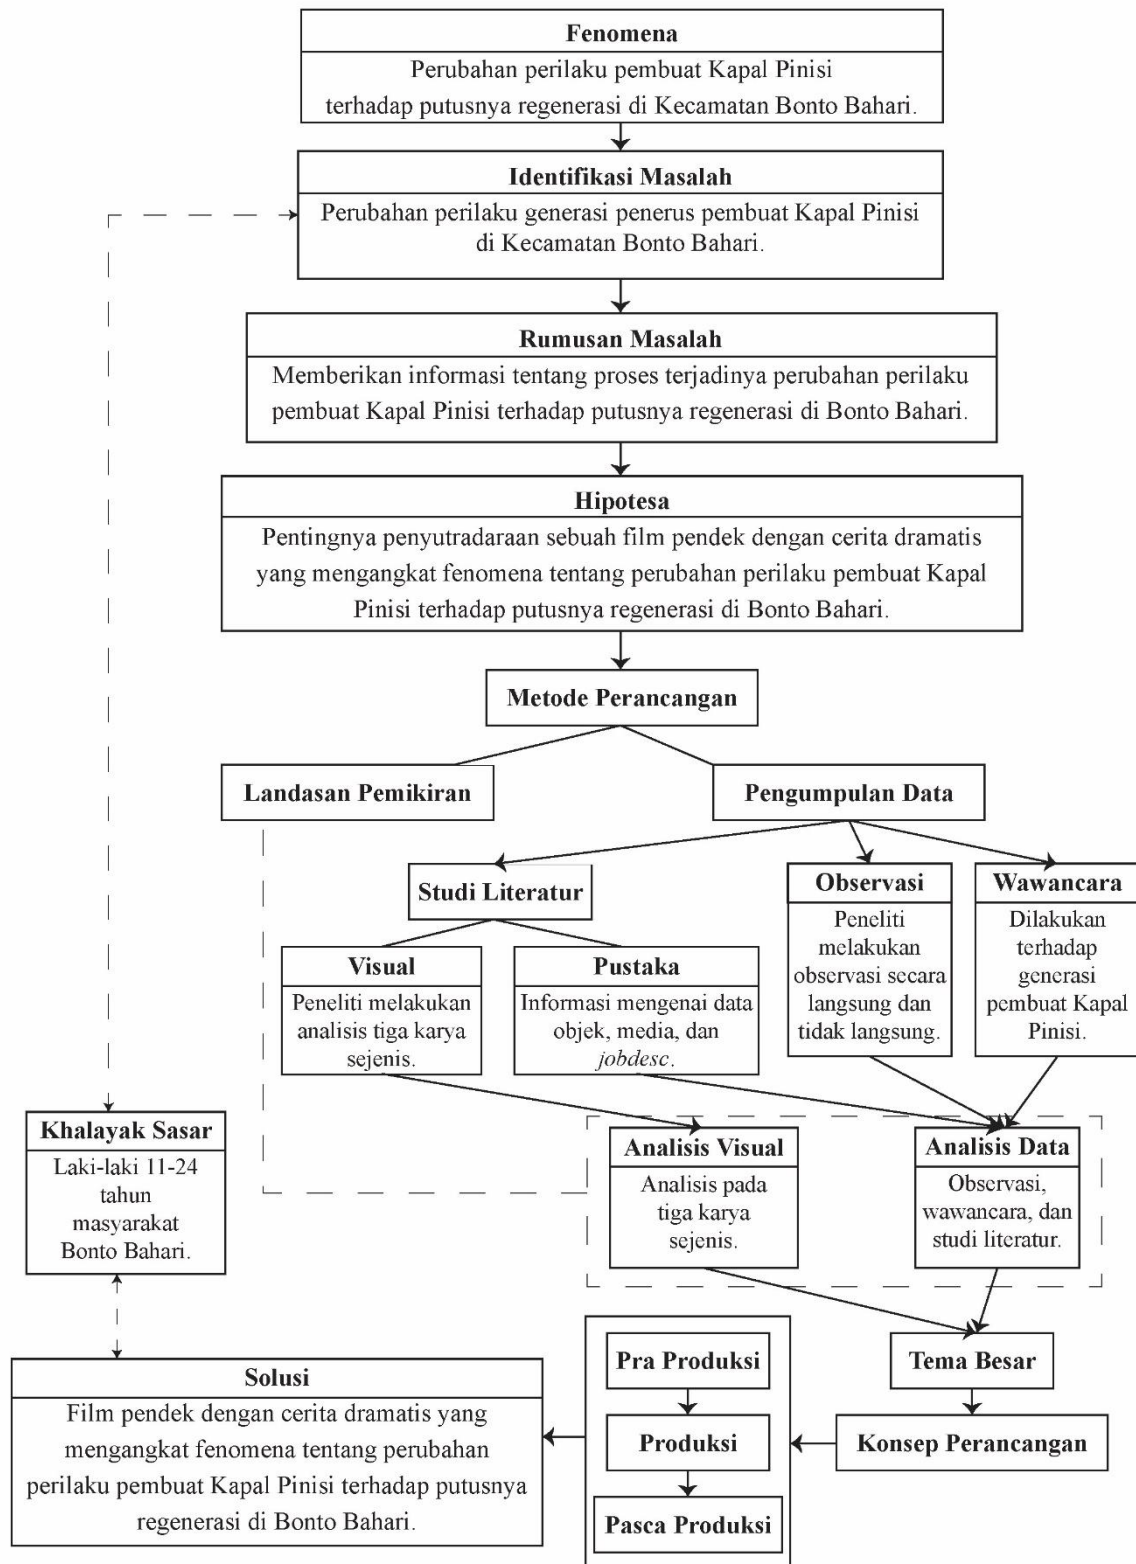 Fenomena
Perubahan perilaku pembuat Kapal Pinisi
terhadap putusnya regenerasi di Kecamatan Bonto Bahari.
Identifikasi Masalah
Perubahan perilaku generasi penerus pembuat Kapal Pinisi
di Kecamatan Bonto Bahari.
Rumusan Masalah
Memberikan informasi tentang proses terjadinya perubahan perilaku
pembuat Kapal Pinisi terhadap putusnya regenerasi di Bonto Bahari.
Hipotesa
Pentingnya penyutradaraan sebuah film pendek dengan cerita dramatis
yang mengangkat fenomena tentang perubahan perilaku pembuat Kapal
Pinisi terhadap putusnya regenerasi di Bonto Bahari.
Metode Perancangan
Landasan Pemikiran
Pengumpulan Data
Studi Literatur
Observasi
Peneliti
melakukan
observasi secara
langsung dan
tidak langsung.
Wawancara
Dilakukan
terhadap
generasi
pembuat Kapal
Pinisi.
Visual
Peneliti melakukan
analisis tiga karya
sejenis.
Pustaka
Informasi mengenai data
objek, media, dan
jobdesc.
Khalayak Sasar
Laki-laki 11-24
tahun
masyarakat
Bonto Bahari.
Analisis Visual
Analisis pada
tiga karya
sejenis.
Analisis Data
Observasi,
wawancara, dan
studi literatur.
Tema Besar
Konsep Perancangan
Pra Produksi
Produksi
Pasca Produksi
Solusi
Film pendek dengan cerita dramatis yang
mengangkat fenomena tentang perubahan
perilaku pembuat Kapal Pinisi terhadap putusnya
regenerasi di Bonto Bahari.